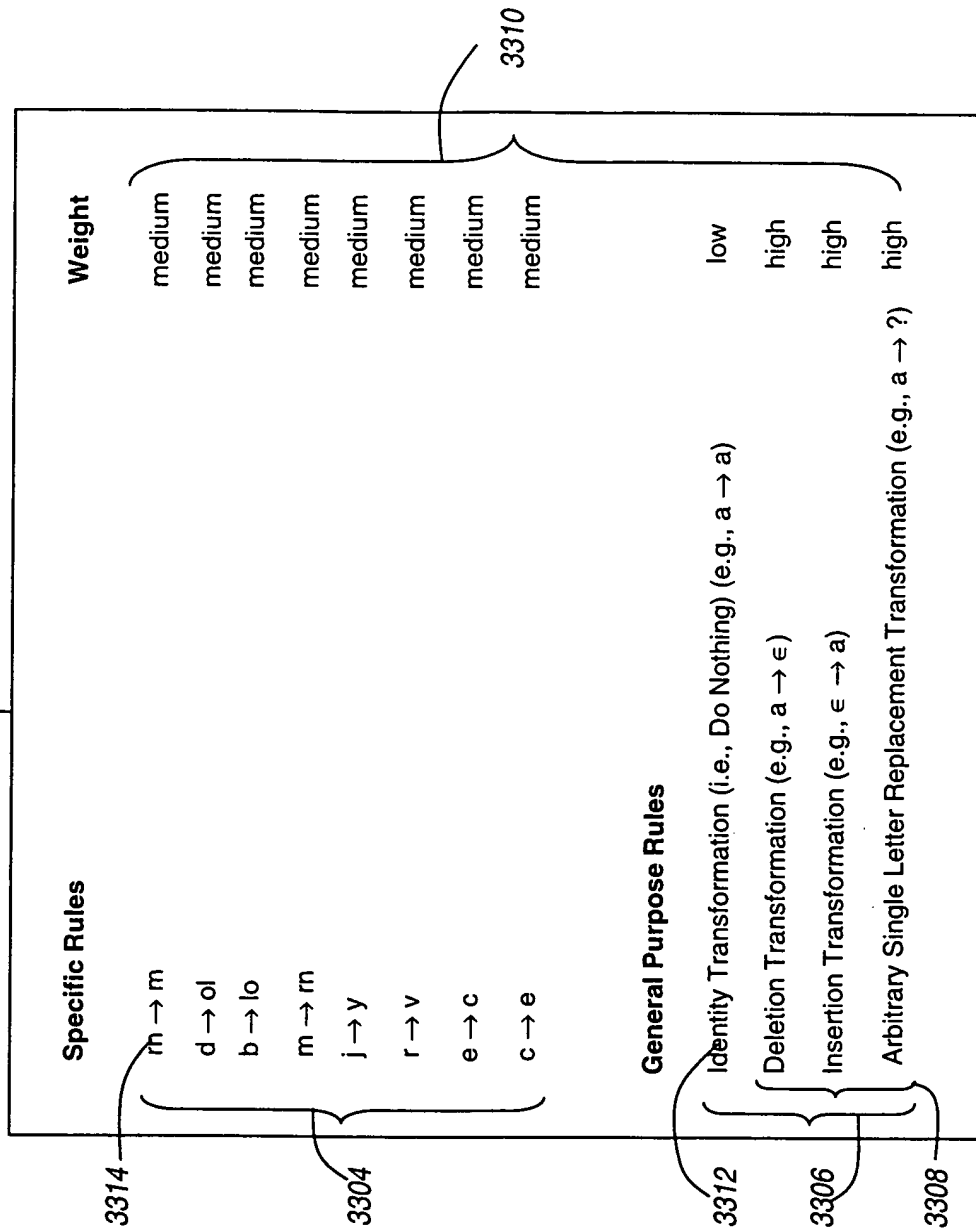 Specific Rules Weight
3314 rn → m medium
d → ol medium
b → lo medium
3304 m → rn medium
j → y medium
r → v medium
e → c medium
c → e medium
3310
General Purpose Rules
3312 Identity Transformation (i.e., Do Nothing) (e.g., a → a) low
3306 Deletion Transformation (e.g., a → ϵ) high
Insertion Transformation (e.g., ϵ → a) high
3308 Arbitrary Single Letter Replacement Transformation (e.g., a → ?) high